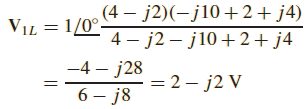 V1L = 1/0° (4 − j2)(−j10 + 2 + j4) / 4 − j2 − j10 + 2 + j4
= −4 − j28 / 6 − j8 = 2 − j2 V